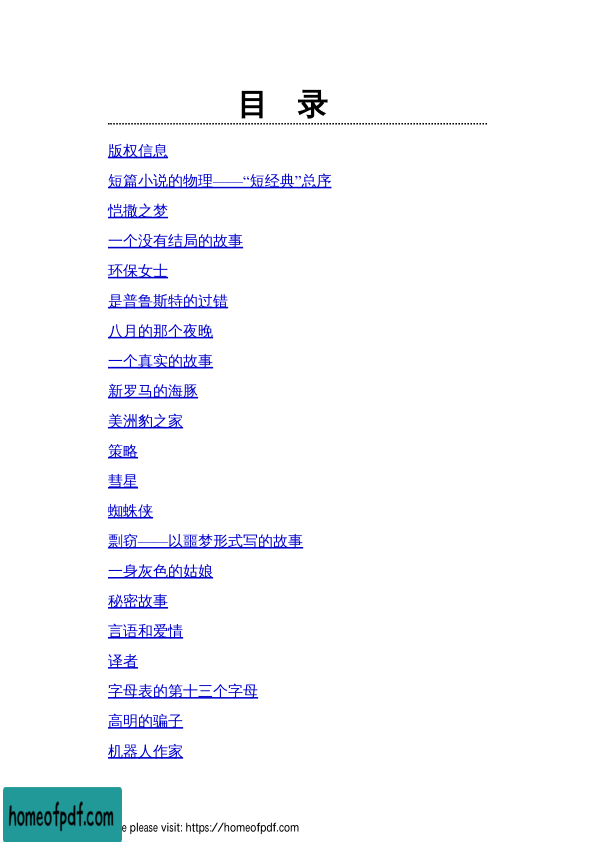 目 录
版权信息
短篇小说的物理——“短经典”总序
恺撒之梦
一个没有结局的故事
环保女士
是普鲁斯特的过错
八月的那个夜晚
一个真实的故事
新罗马的海豚
美洲豹之家
策略
彗星
蜘蛛侠
剽窃——以噩梦形式写的故事
一身灰色的姑娘
秘密故事
言语和爱情
译者
字母表的第十三个字母
高明的骗子
机器人作家
homeofpdf.com
e please visit: https://homeofpdf.com